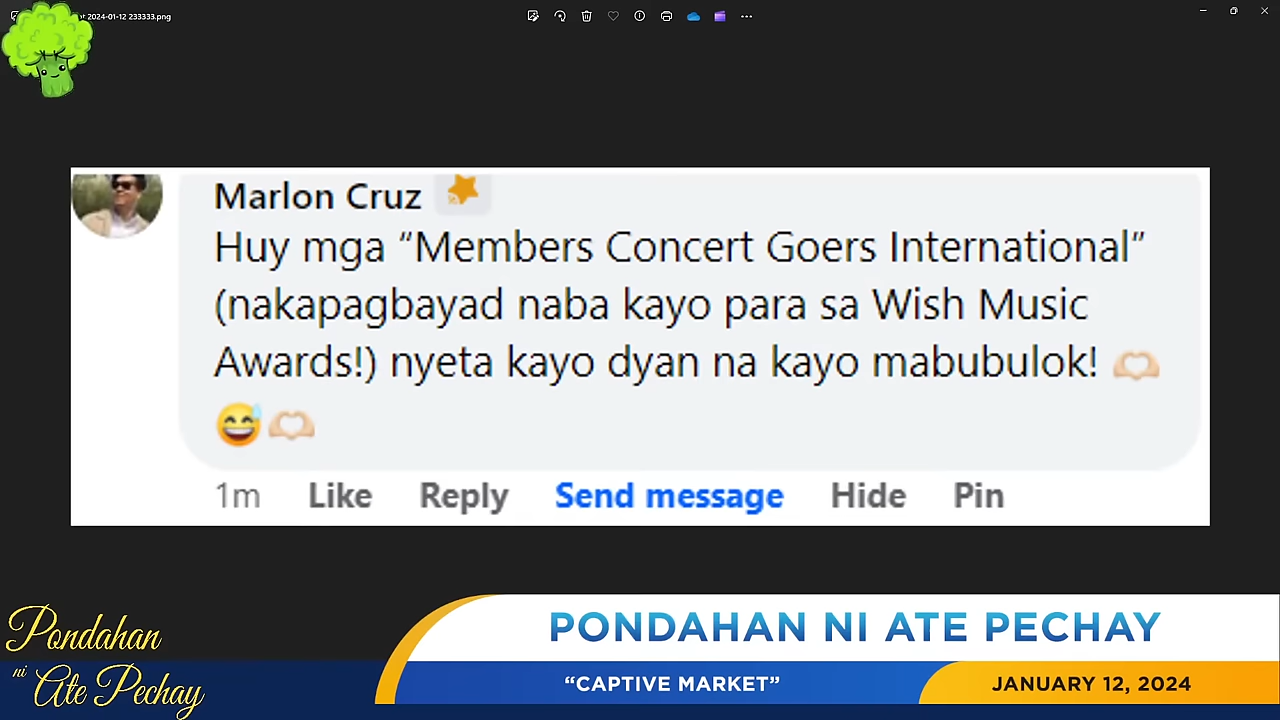 2024-01-12 233333.png
Marlon Cruz
Huy mga “Members Concert Goers International”
(nakapagbayad naba kayo para sa Wish Music
Awards!) nyeta kayo dyan na kayo mabubulok! 🫶🏻
😅🫶🏻
1m Like Reply Send message Hide Pin
Pondahan
ni Ate Pechay
PONDAHAN NI ATE PECHAY
“CAPTIVE MARKET”
JANUARY 12, 2024